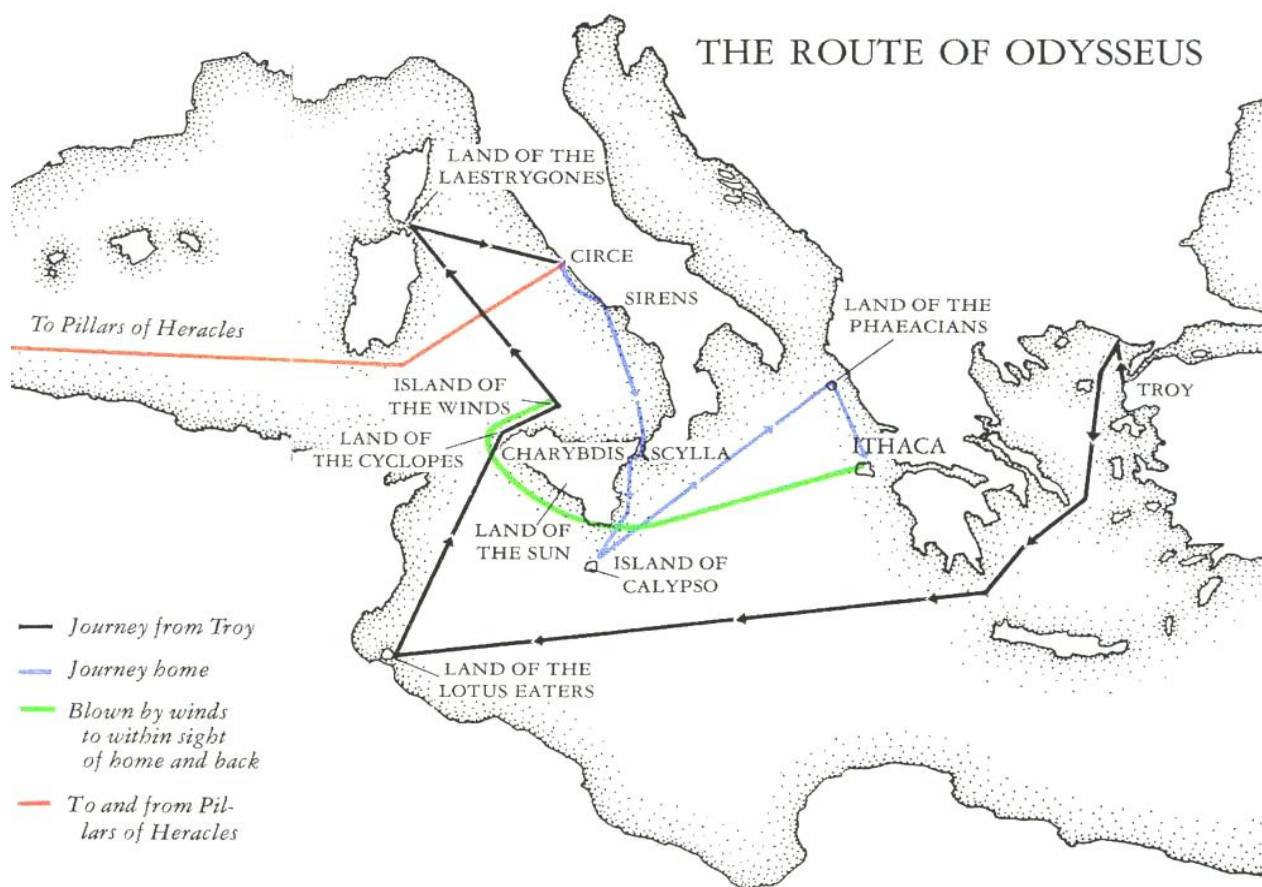 THE ROUTE OF ODYSSEUS
LAND OF THE
LAESTRYGONES
CIRCE
SIRENS
LAND OF THE
PHAEACIANS
To Pillars of Heracles
TROY
ISLAND OF
THE WINDS
LAND OF
THE CYCLOPES
CHARYBDIS
SCYLLA
ITHACA
LAND OF
THE SUN
ISLAND OF
CALYPSO
LAND OF THE
LOTUS EATERS
Journey from Troy
Journey home
Blown by winds
to within sight
of home and back
To and from Pil-
lars of Heracles